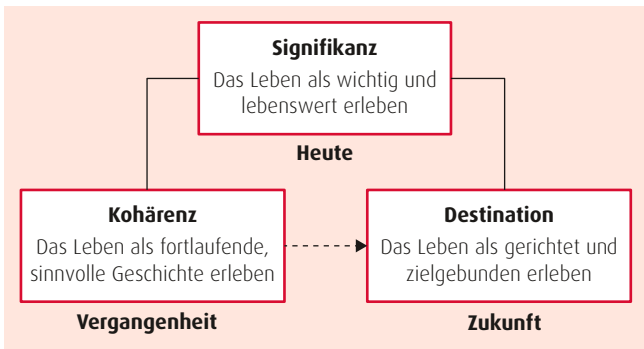 Signifikanz
Das Leben als wichtig und
lebenswert erleben
Heute
Kohärenz
Das Leben als fortlaufende,
sinnvolle Geschichte erleben
Vergangenheit
Destination
Das Leben als gerichtet und
zielgebunden erleben
Zukunft